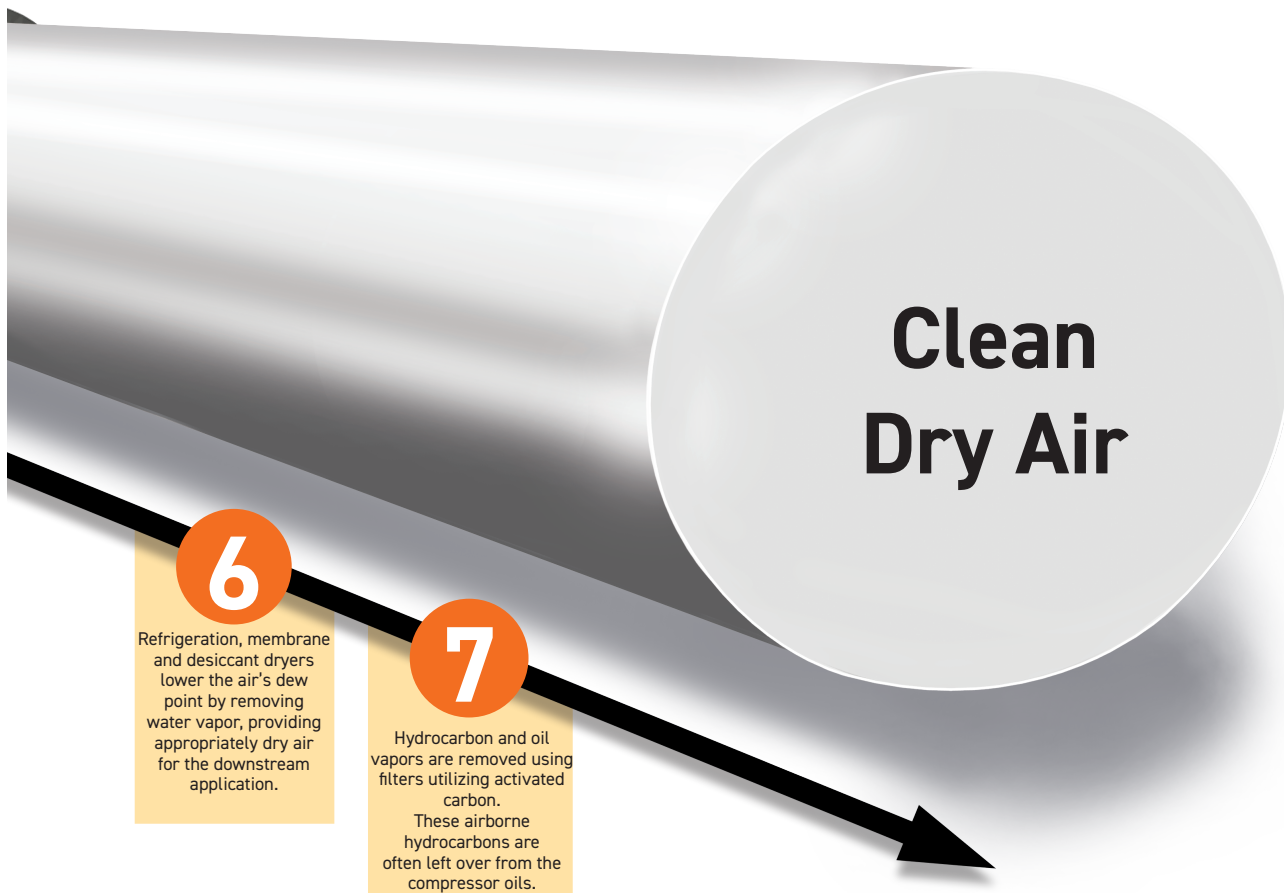 Clean
Dry Air
6
Refrigeration, membrane
and desiccant dryers
lower the air’s dew
point by removing
water vapor, providing
appropriately dry air
for the downstream
application.
7
Hydrocarbon and oil
vapors are removed using
filters utilizing activated
carbon.
These airborne
hydrocarbons are
often left over from the
compressor oils.